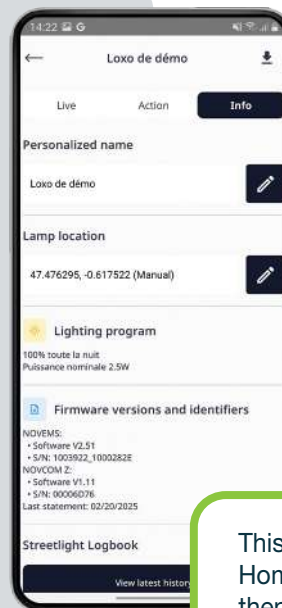 14:22 G
Loxo de démo
Live Action Info
Personalized name
Loxo de démo
Lamp location
47.476295, -0.617522 (Manual)
Lighting program
100% toute la nuit
Puissance nominale 2.5W
Firmware versions and identifiers
NOVEMS:
• Software V2.51
• S/N: 1003922_1000282E
NOVCOM Z:
• Software V1.11
• S/N: 00006D76
Last statement: 02/20/2025
Streetlight Logbook
View latest history
This
Hom
then